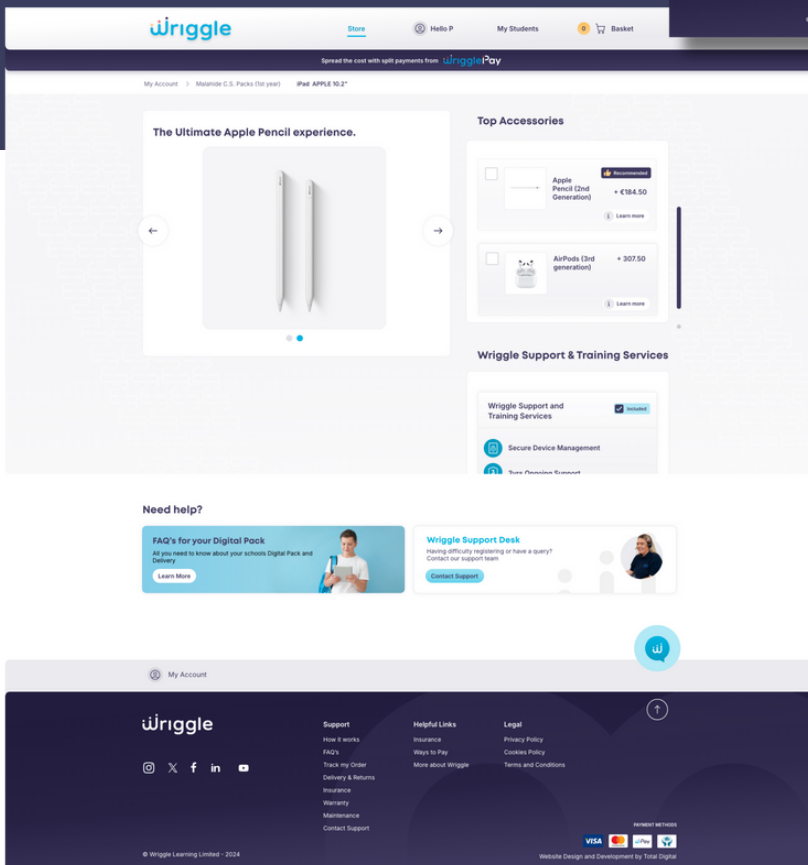 wriggle
Store
Hello P
My Students
0
Basket
Spread the cost with split payments from wrigglePay
My Account > Malahide C.S. Packs (1st year) iPad APPLE 10.2"
The Ultimate Apple Pencil experience.
Top Accessories
Recommended
Apple
Pencil (2nd
Generation)
+ €184.50
i Learn more
AirPods (3rd
generation)
+ 307.50
i Learn more
Wriggle Support & Training Services
Wriggle Support and
Training Services
Included
Secure Device Management
3yrs Ongoing Support
Need help?
FAQ's for your Digital Pack
All you need to know about your schools Digital Pack and
Delivery
Learn More
Wriggle Support Desk
Having difficulty registering or have a query?
Contact our support team
Contact Support
My Account
wriggle
Support
How it works
FAQ's
Track my Order
Delivery & Returns
Insurance
Warranty
Maintenance
Contact Support
Helpful Links
Insurance
Ways to Pay
More about Wriggle
Legal
Privacy Policy
Cookies Policy
Terms and Conditions
PAYMENT METHODS
VISA
© Wriggle Learning Limited - 2024
Website Design and Development by Total Digital